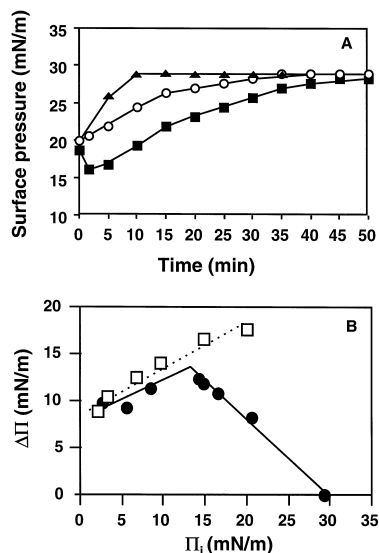 A
Surface pressure (mN/m)
35
30
25
20
15
10
0 5 10 15 20 25 30 35 40 45 50
Time (min)
B
ΔΠ (mN/m)
20
15
10
5
0
0 5 10 15 20 25 30 35
Πi (mN/m)